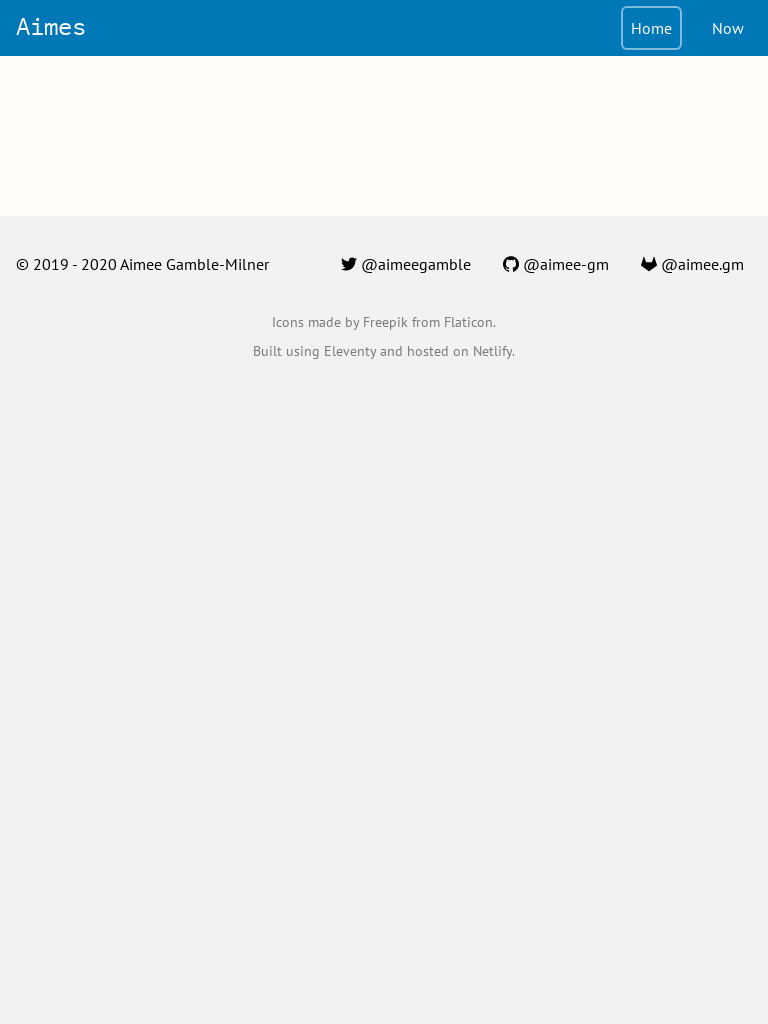 Aimes
Home
Now
© 2019 - 2020 Aimee Gamble-Milner
@aimeegamble
@aimee-gm
@aimee.gm
Icons made by Freepik from Flaticon.
Built using Eleventy and hosted on Netlify.